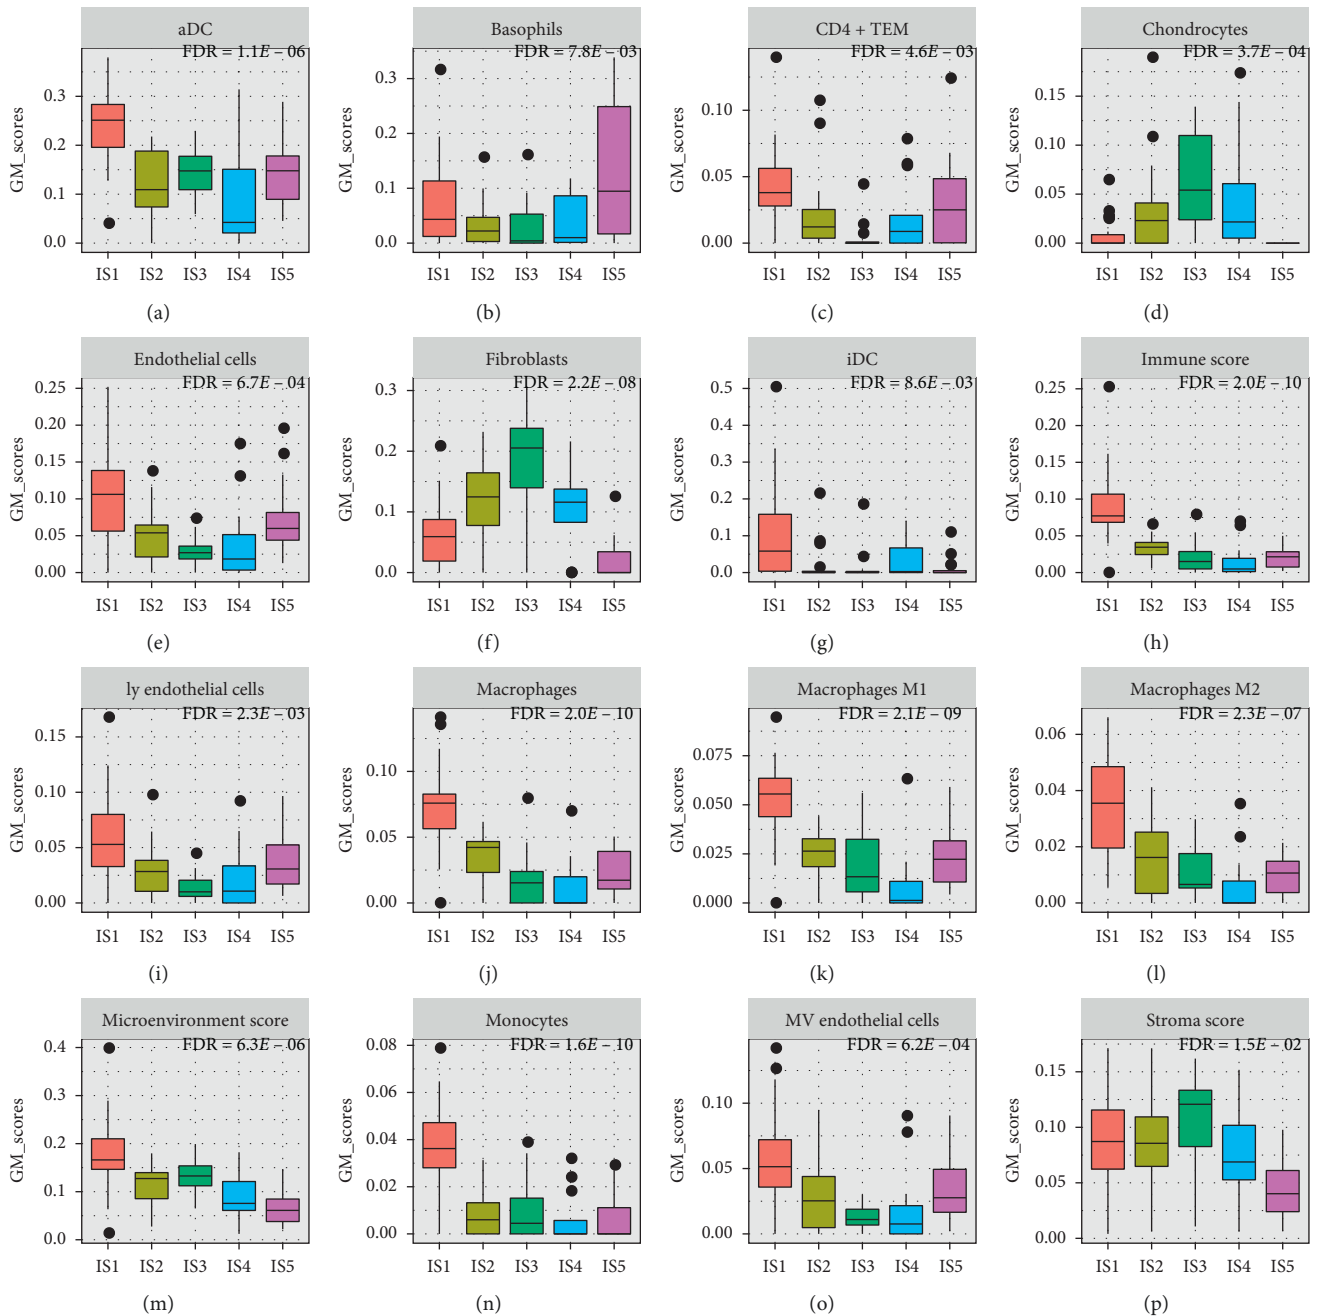 aDC
FDR = 1.1E – 06
GM_scores
0.3
0.2
0.1
0.0
IS1 IS2 IS3 IS4 IS5
(a)
Basophils
FDR = 7.8E – 03
GM_scores
0.3
0.2
0.1
0.0
IS1 IS2 IS3 IS4 IS5
(b)
CD4 + TEM
FDR = 4.6E – 03
GM_scores
0.10
0.05
0.00
IS1 IS2 IS3 IS4 IS5
(c)
Chondrocytes
FDR = 3.7E – 04
GM_scores
0.15
0.10
0.05
0.00
IS1 IS2 IS3 IS4 IS5
(d)
Endothelial cells
FDR = 6.7E – 04
GM_scores
0.25
0.20
0.15
0.10
0.05
0.00
IS1 IS2 IS3 IS4 IS5
(e)
Fibroblasts
FDR = 2.2E – 08
GM_scores
0.3
0.2
0.1
0.0
IS1 IS2 IS3 IS4 IS5
(f)
iDC
FDR = 8.6E – 03
GM_scores
0.5
0.4
0.3
0.2
0.1
0.0
IS1 IS2 IS3 IS4 IS5
(g)
Immune score
FDR = 2.0E – 10
GM_scores
0.25
0.20
0.15
0.10
0.05
0.00
IS1 IS2 IS3 IS4 IS5
(h)
ly endothelial cells
FDR = 2.3E – 03
GM_scores
0.15
0.10
0.05
0.00
IS1 IS2 IS3 IS4 IS5
(i)
Macrophages
FDR = 2.0E – 10
GM_scores
0.10
0.05
0.00
IS1 IS2 IS3 IS4 IS5
(j)
Macrophages M1
FDR = 2.1E – 09
GM_scores
0.075
0.050
0.025
0.000
IS1 IS2 IS3 IS4 IS5
(k)
Macrophages M2
FDR = 2.3E – 07
GM_scores
0.06
0.04
0.02
0.00
IS1 IS2 IS3 IS4 IS5
(l)
Microenvironment score
FDR = 6.3E – 06
GM_scores
0.4
0.3
0.2
0.1
0.0
IS1 IS2 IS3 IS4 IS5
(m)
Monocytes
FDR = 1.6E – 10
GM_scores
0.08
0.06
0.04
0.02
0.00
IS1 IS2 IS3 IS4 IS5
(n)
MV endothelial cells
FDR = 6.2E – 04
GM_scores
0.10
0.05
0.00
IS1 IS2 IS3 IS4 IS5
(o)
Stroma score
FDR = 1.5E – 02
GM_scores
0.15
0.10
0.05
0.00
IS1 IS2 IS3 IS4 IS5
(p)